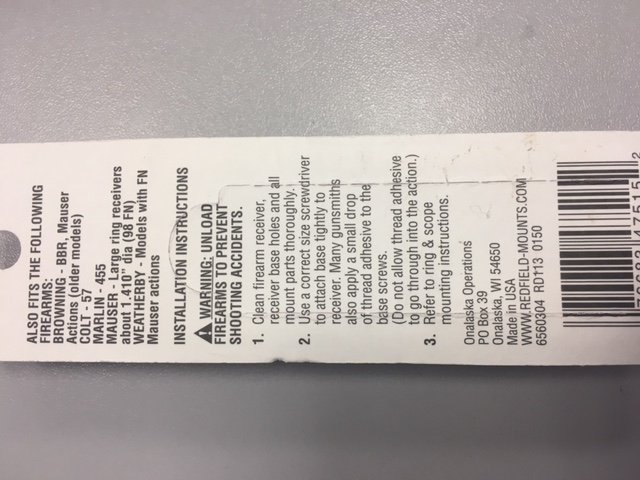 ALSO FITS THE FOLLOWING
FIREARMS:
BROWNING - BBR, Mauser
Actions (older models)
COLT - 57
MARLIN - 455
MAUSER - Large ring receivers
about 1.410" dia (98 FN)
WEATHERBY - Models with FN
Mauser actions
INSTALLATION INSTRUCTIONS
WARNING: UNLOAD
FIREARMS TO PREVENT
SHOOTING ACCIDENTS.
1. Clean firearm receiver,
receiver base holes and all
mount parts thoroughly.
2. Use a correct size screwdriver
to attach base tightly to
receiver. Many gunsmiths
also apply a small drop
of thread adhesive to the
base screws.
(Do not allow thread adhesive
to go through into the action.)
3. Refer to ring & scope
mounting instructions.
Onalaska Operations
PO Box 39
Onalaska, WI 54650
Made in USA
WWW.REDFIELD-MOUNTS.COM
6560304 RD113 0150